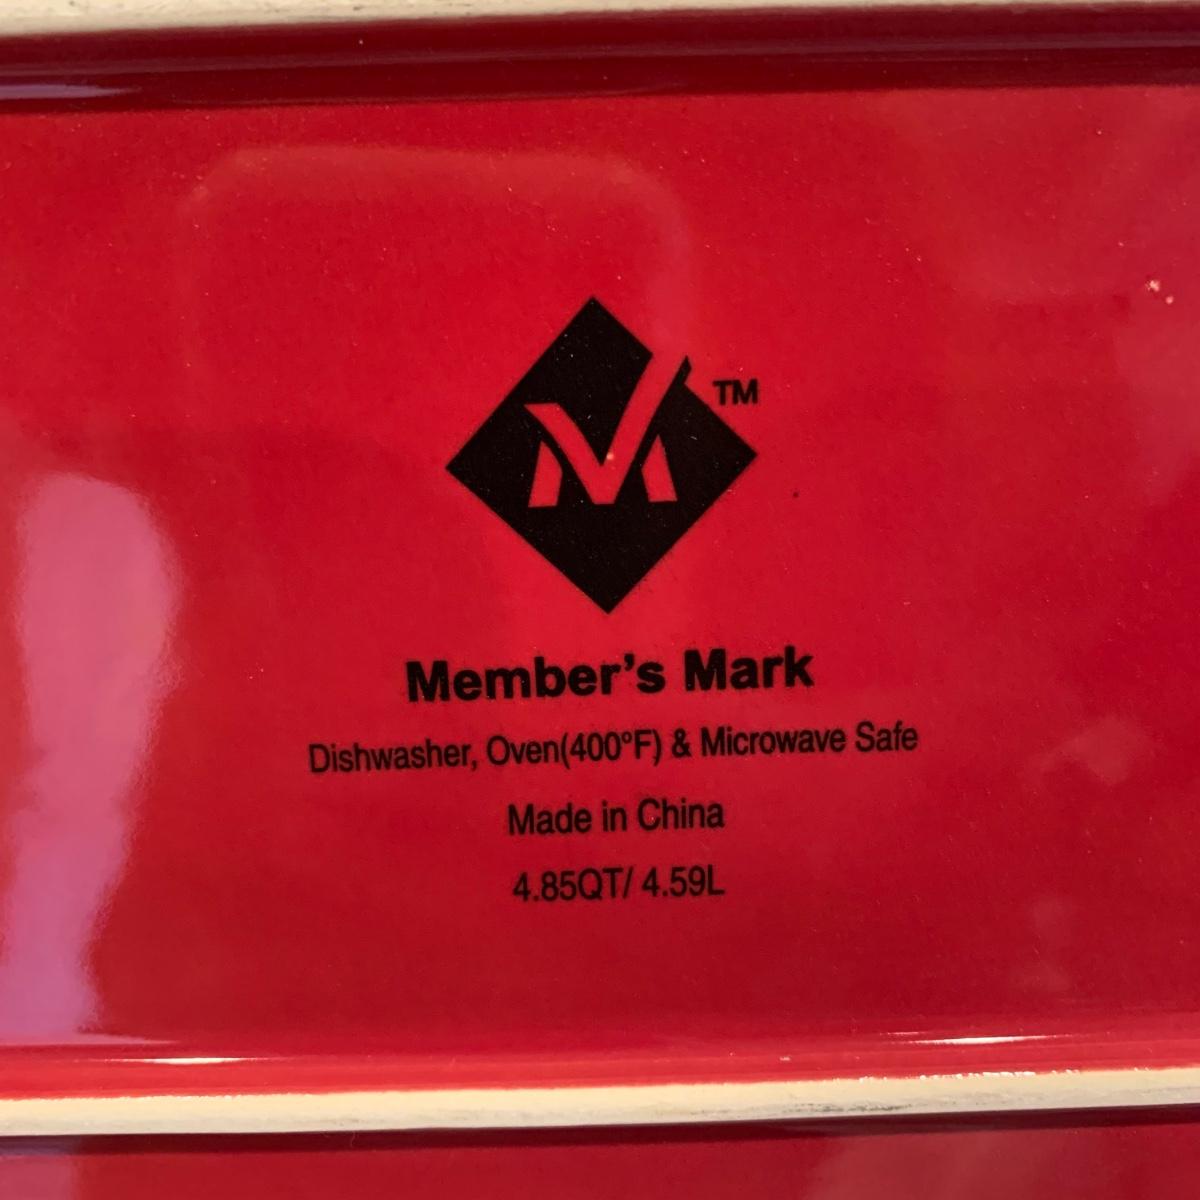 TM
Member's Mark
Dishwasher, Oven(400°F) & Microwave Safe
Made in China
4.85QT/ 4.59L